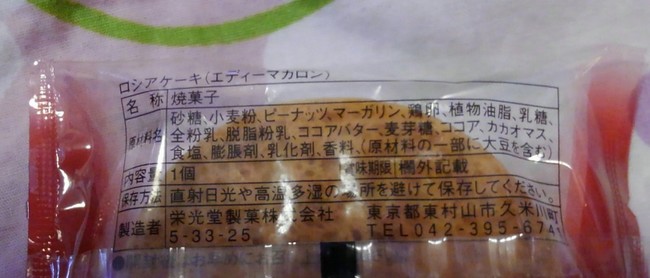 ロシアケーキ(エディーマカロン)
名 称 焼菓子
原材料名 砂糖、小麦粉、ピーナッツ、マーガリン、鶏卵、植物油脂、乳糖、
全粉乳、脱脂粉乳、ココアバター、麦芽糖、ココア、カカオマス、
食塩、膨脹剤、乳化剤、香料、(原材料の一部に大豆を含む)
内容量 1個 賞味期限 欄外記載
保存方法 直射日光や高温多湿の場所を避けて保存してください。
製造者 栄光堂製菓株式会社 東京都東村山市久米川町
5-33-25 TEL042-395-6741